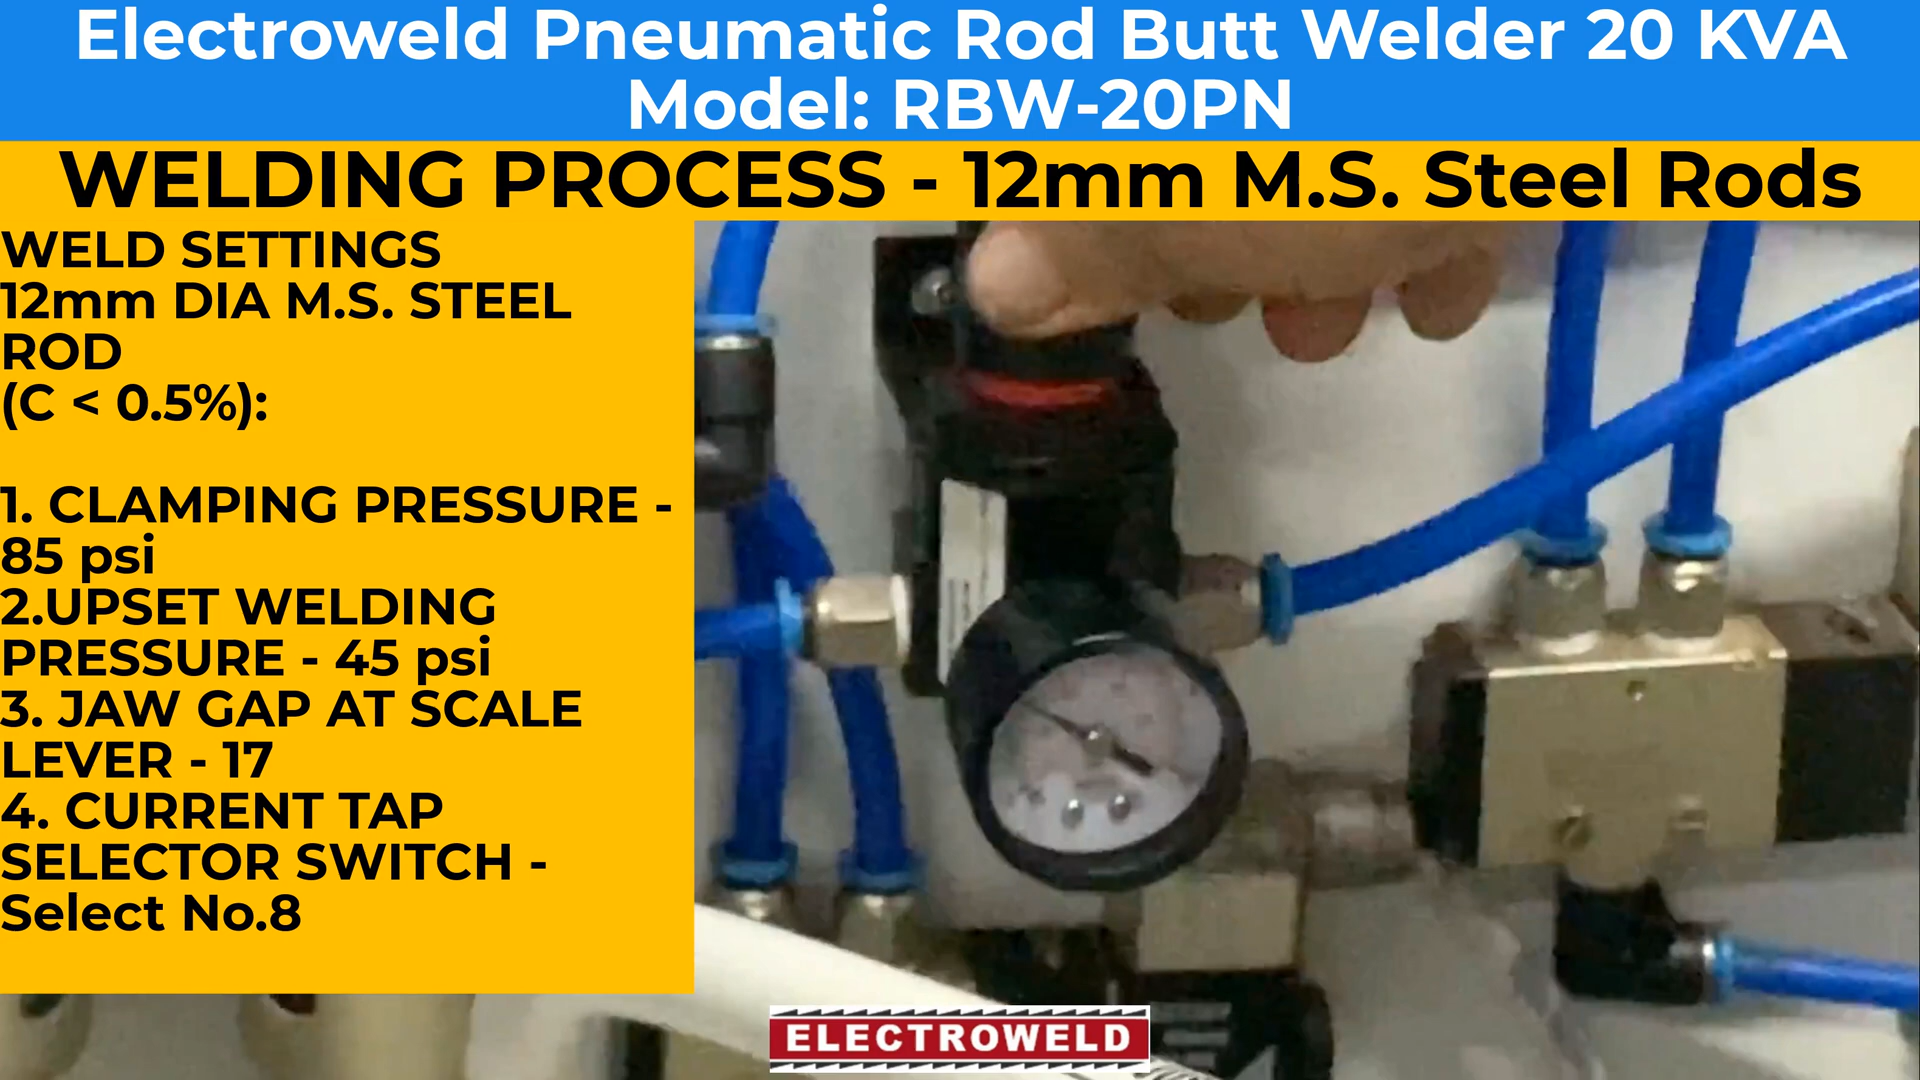 Electroweld Pneumatic Rod Butt Welder 20 KVA
Model: RBW-20PN
WELDING PROCESS - 12mm M.S. Steel Rods
WELD SETTINGS
12mm DIA M.S. STEEL
ROD
(C < 0.5%):
1. CLAMPING PRESSURE -
85 psi
2.UPSET WELDING
PRESSURE - 45 psi
3. JAW GAP AT SCALE
LEVER - 17
4. CURRENT TAP
SELECTOR SWITCH -
Select No.8
ELECTROWELD